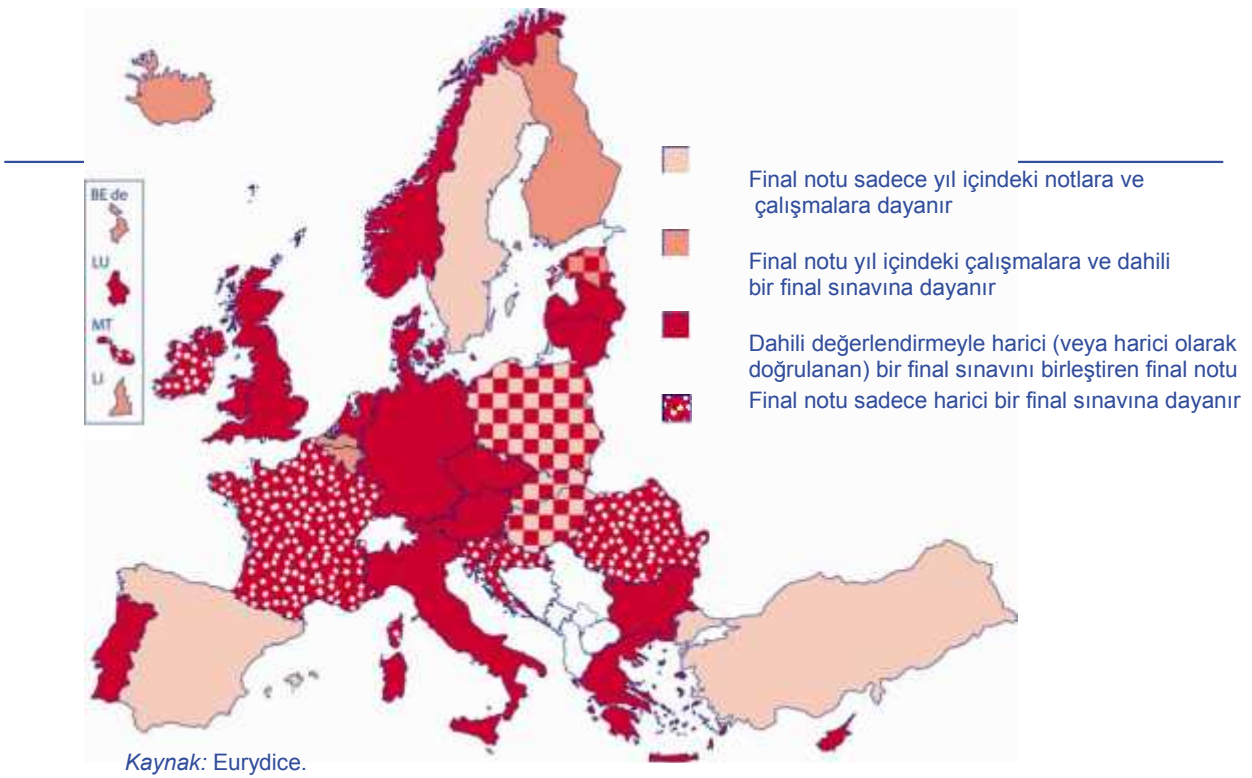 BE de
LU
MT
LI
Final notu sadece yıl içindeki notlara ve
çalışmalara dayanır
Final notu yıl içindeki çalışmalara ve dahili
bir final sınavına dayanır
Dahili değerlendirmeyle harici (veya harici olarak
doğrulanan) bir final sınavını birleştiren final notu
Final notu sadece harici bir final sınavına dayanır
Kaynak: Eurydice.